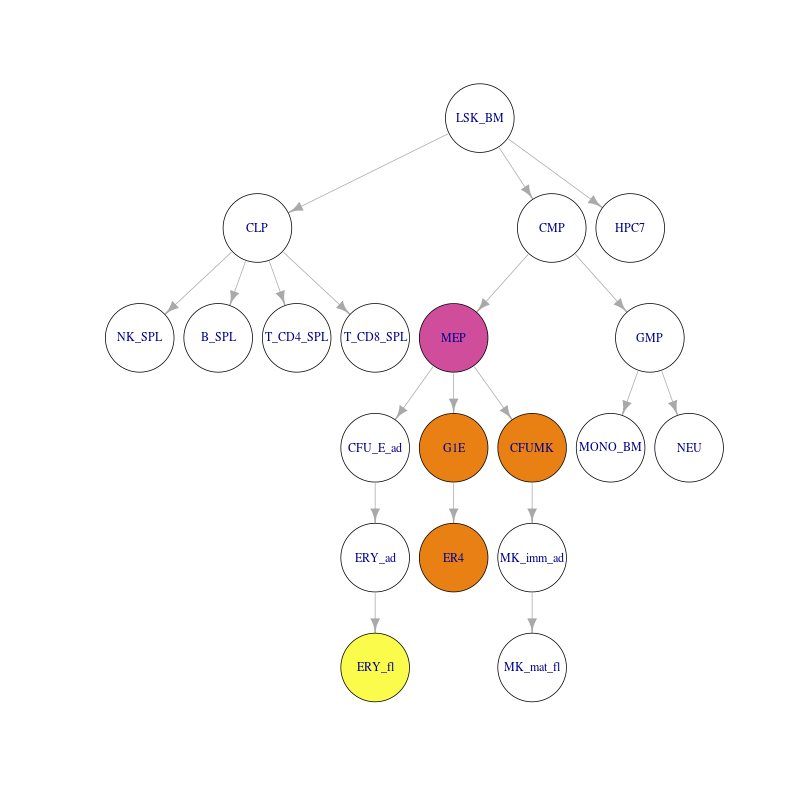 LSK_BM
CLP
CMP
HPC7
NK_SPL
B_SPL
T_CD4_SPL
T_CD8_SPL
MEP
GMP
CFU_E_ad
G1E
CFUMK
MONO_BM
NEU
ERY_ad
ER4
MK_imm_ad
ERY_fl
MK_mat_fl